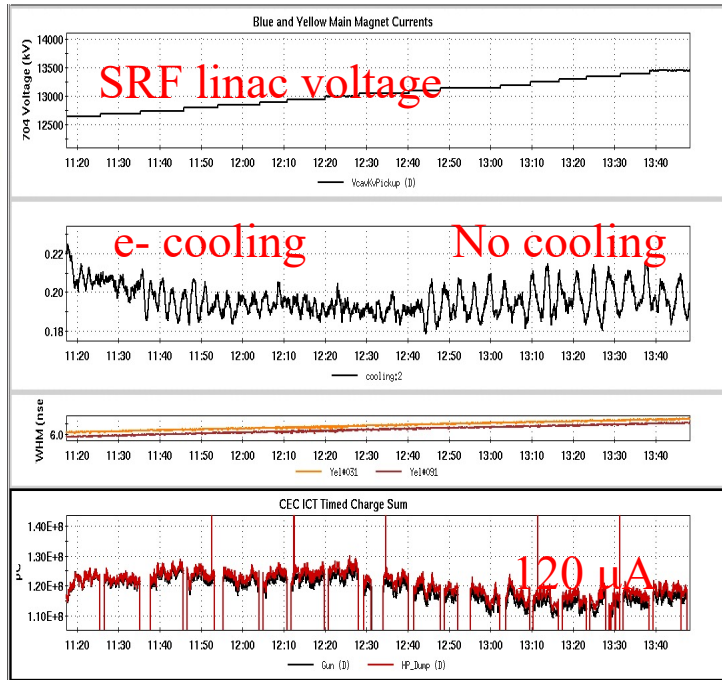 Blue and Yellow Main Magnet Currents
704 Voltage (kV)
14000
13500
13000
12500
SRF linac voltage
11:20 11:30 11:40 11:50 12:00 12:10 12:20 12:30 12:40 12:50 13:00 13:10 13:20 13:30 13:40
VcavKvPickup (D)
e- cooling No cooling
0.22
0.20
0.18
11:20 11:30 11:40 11:50 12:00 12:10 12:20 12:30 12:40 12:50 13:00 13:10 13:20 13:30 13:40
cooling:2
WHM (nse
6.0
11:20 11:30 11:40 11:50 12:00 12:10 12:20 12:30 12:40 12:50 13:00 13:10 13:20 13:30 13:40
Yel#031 Yel#091
CEC ICT Timed Charge Sum
pC
1.40E+8
1.30E+8
1.20E+8
1.10E+8
120 μA
11:20 11:30 11:40 11:50 12:00 12:10 12:20 12:30 12:40 12:50 13:00 13:10 13:20 13:30 13:40
Gun (D) HP_Dump (D)